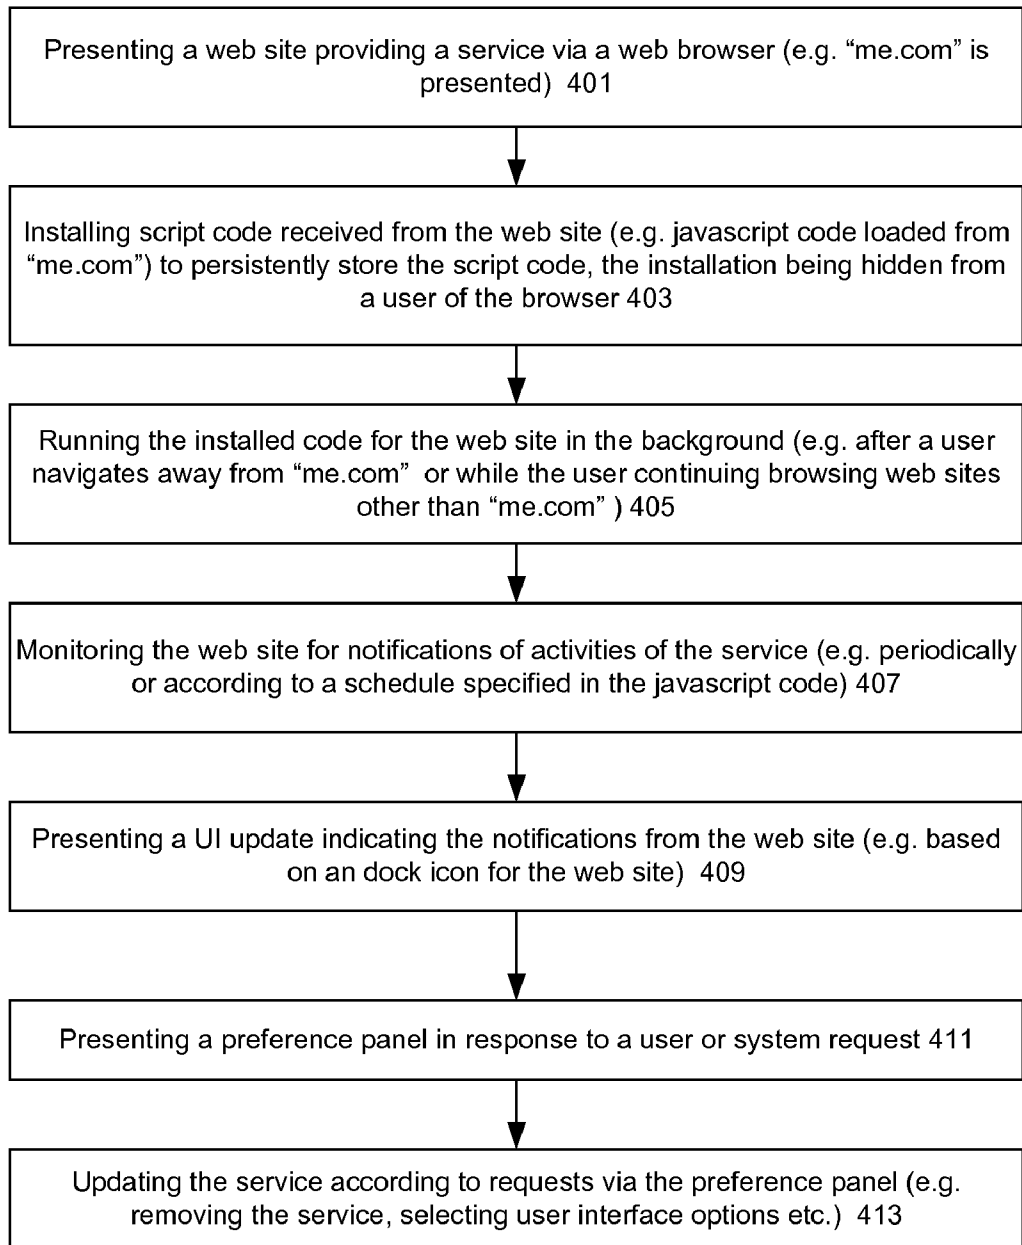 Presenting a web site providing a service via a web browser (e.g. “me.com” is
presented)  401
Installing script code received from the web site (e.g. javascript code loaded from
“me.com”) to persistently store the script code, the installation being hidden from
a user of the browser 403
Running the installed code for the web site in the background (e.g. after a user
navigates away from “me.com”  or while the user continuing browsing web sites
other than “me.com” ) 405
Monitoring the web site for notifications of activities of the service (e.g. periodically
or according to a schedule specified in the javascript code) 407
Presenting a UI update indicating the notifications from the web site (e.g. based
on an dock icon for the web site)  409
Presenting a preference panel in response to a user or system request 411
Updating the service according to requests via the preference panel (e.g.
removing the service, selecting user interface options etc.)  413